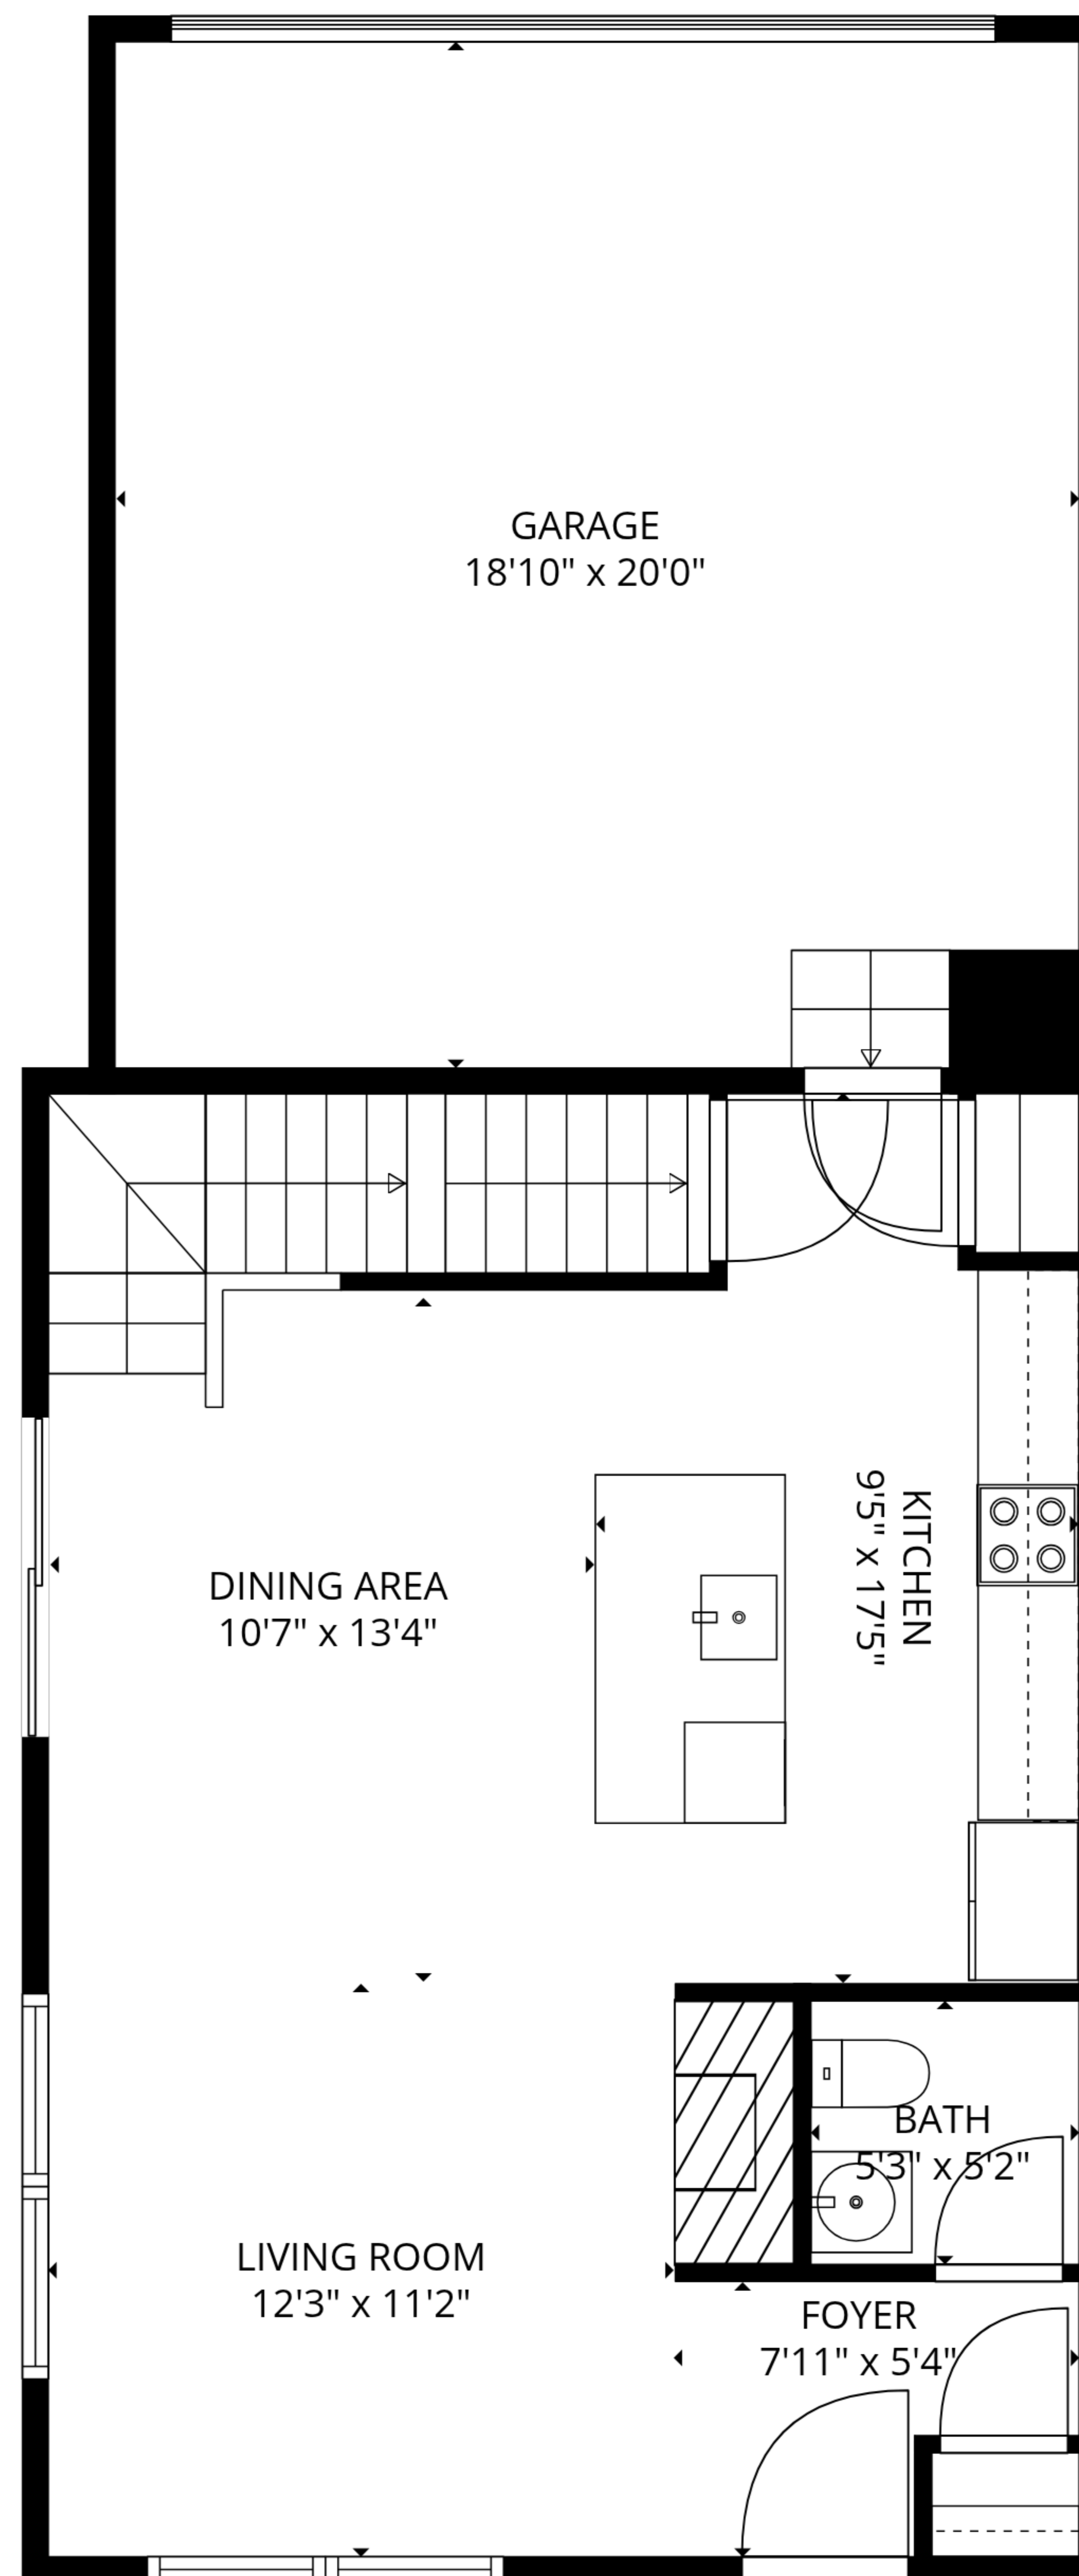 GARAGE
18'10" x 20'0"
DINING AREA
10'7" x 13'4"
KITCHEN
9'5" x 17'5"
BATH
5'3" x 5'2"
LIVING ROOM
12'3" x 11'2"
FOYER
7'11" x 5'4"